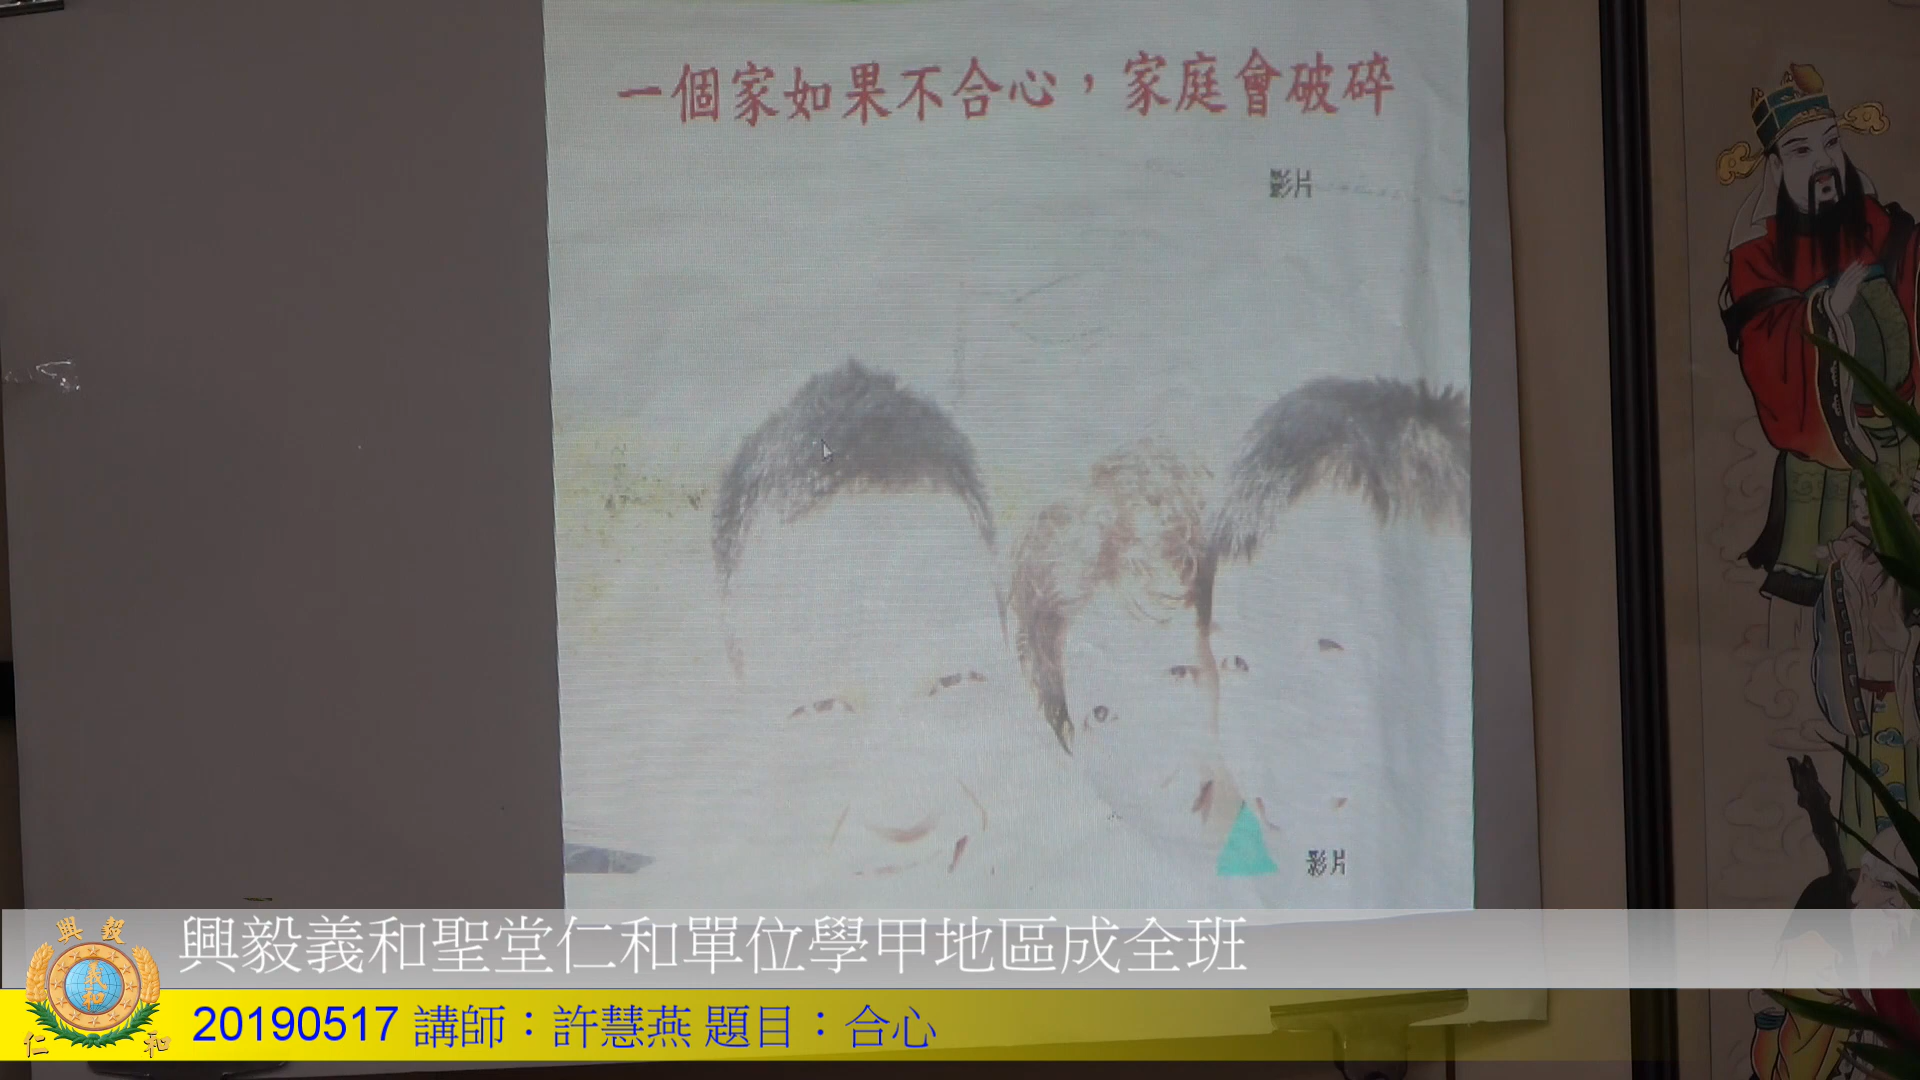 一個家如果不合心，家庭會破碎
影片
影片
興毅義和聖堂仁和單位學甲地區成全班
20190517 講師：許慧燕 題目：合心
興 毅
義和
仁 和